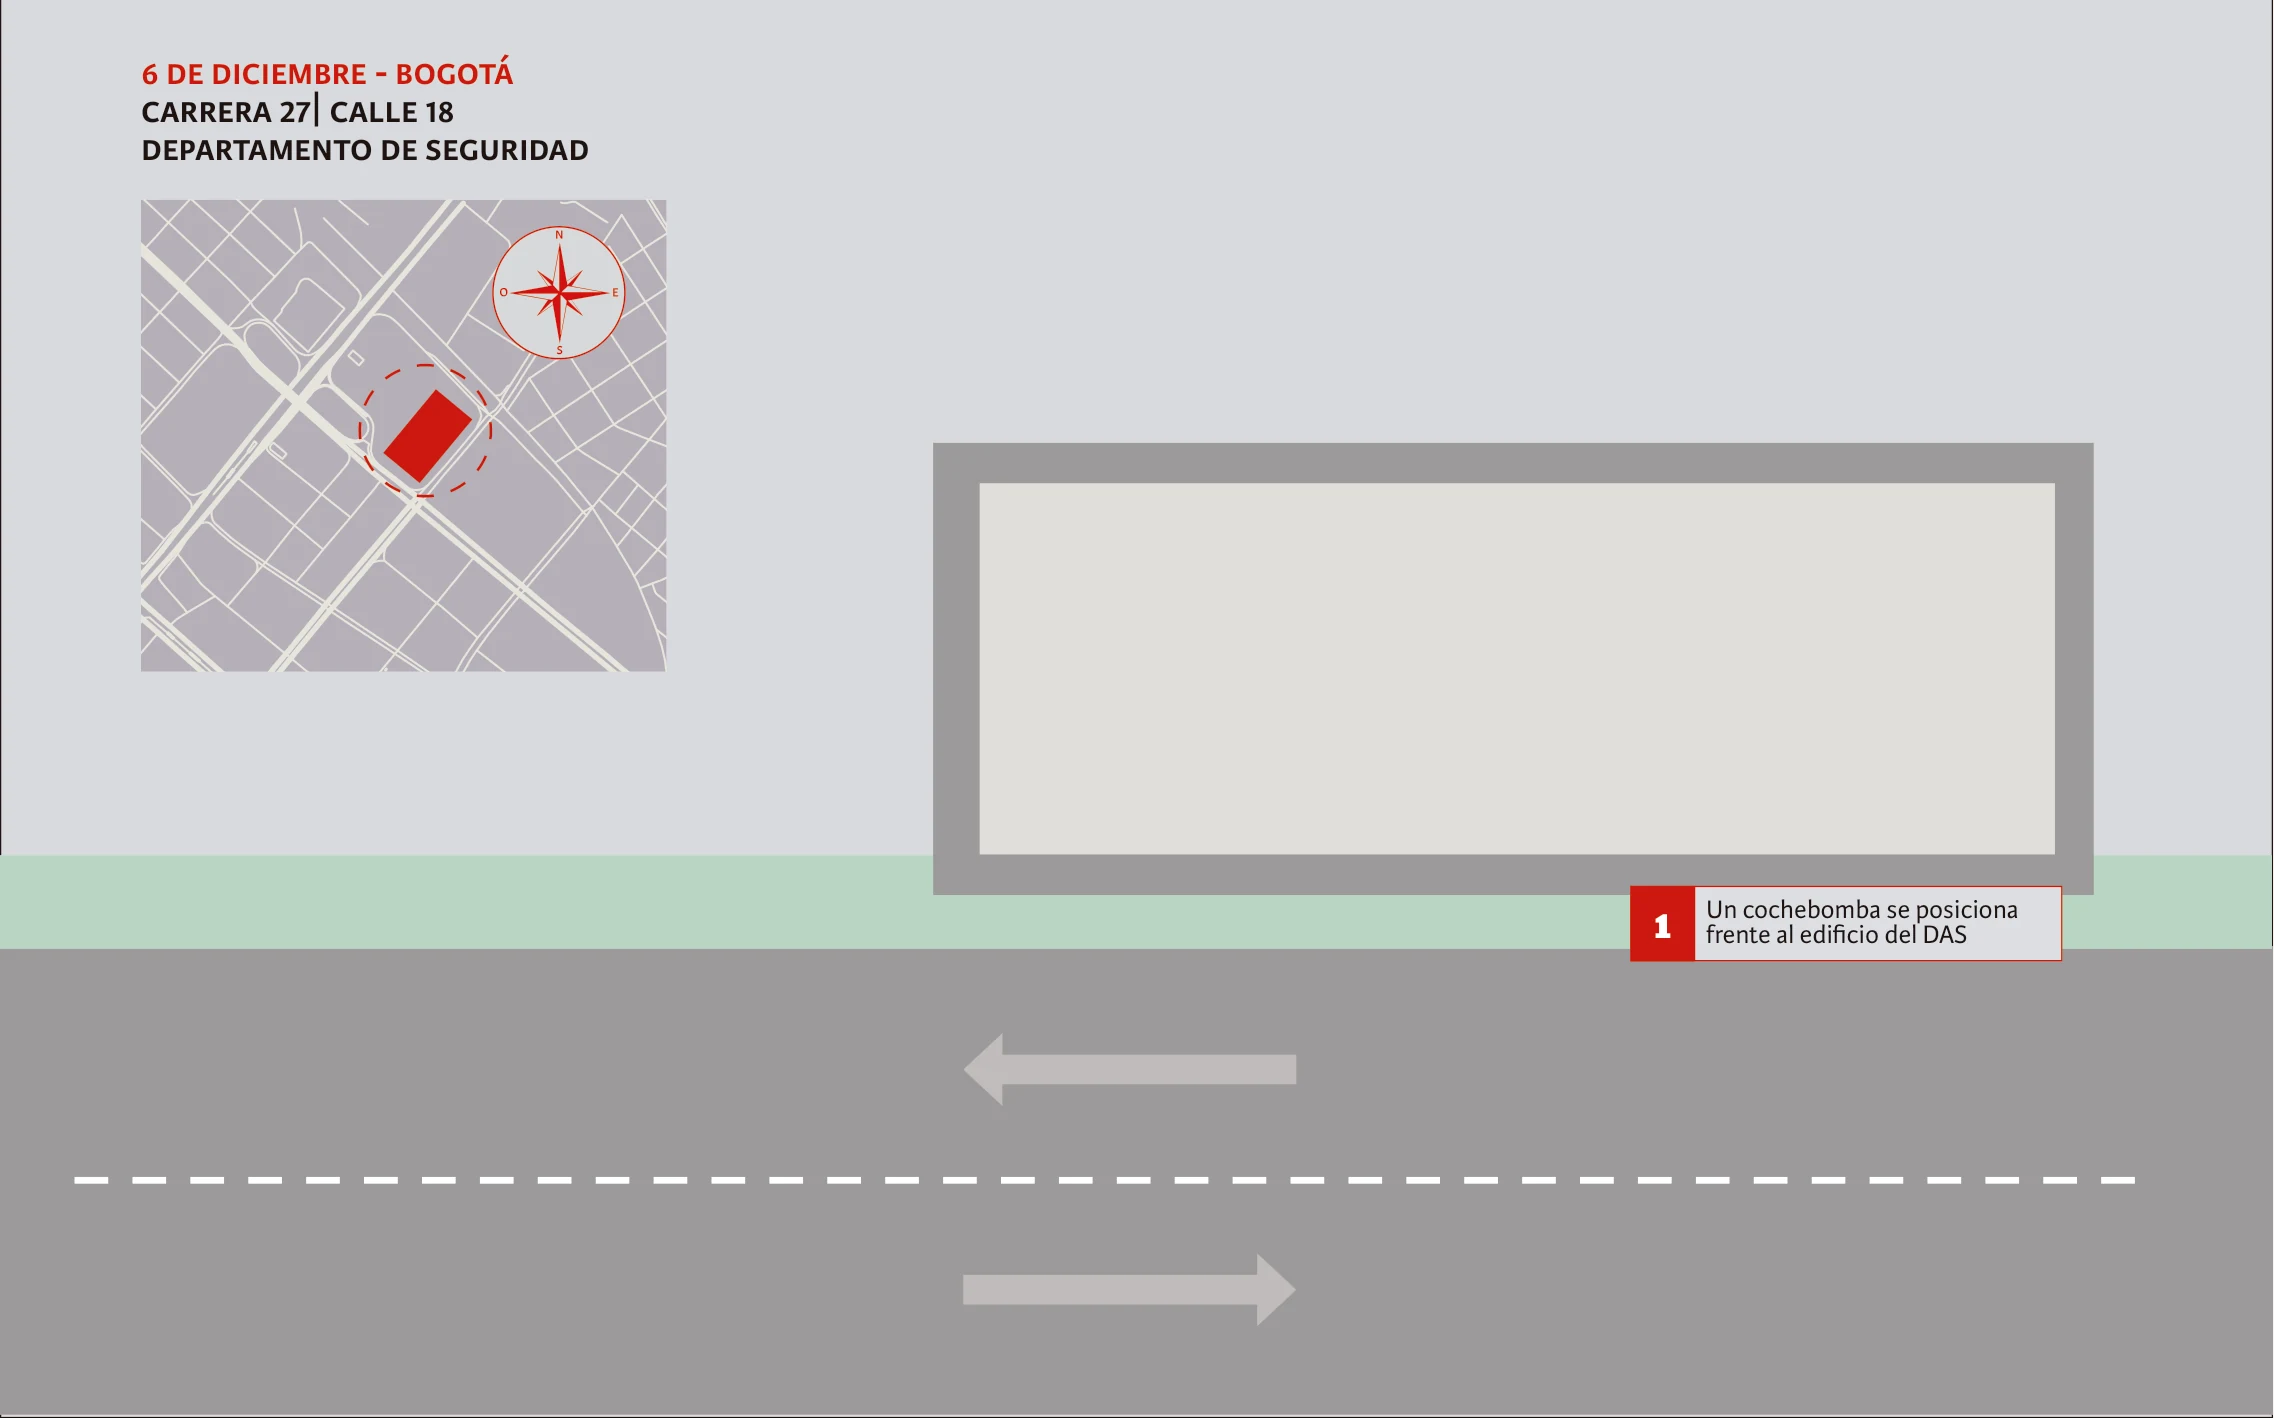 6 DE DICIEMBRE - BOGOTÁ
CARRERA 27| CALLE 18
DEPARTAMENTO DE SEGURIDAD
N
O E
S
1 Un cochebomba se posiciona
frente al edificio del DAS